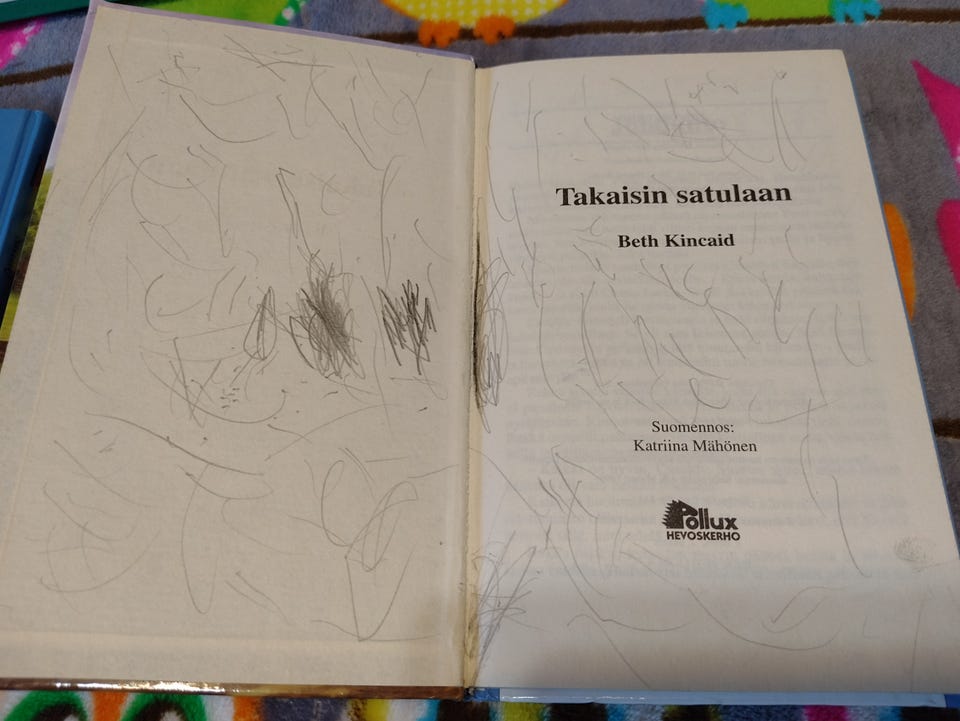 Takaisin satulaan
Beth Kincaid
Suomennos:
Katriina Mähönen
Pollux
HEVOSKERHO